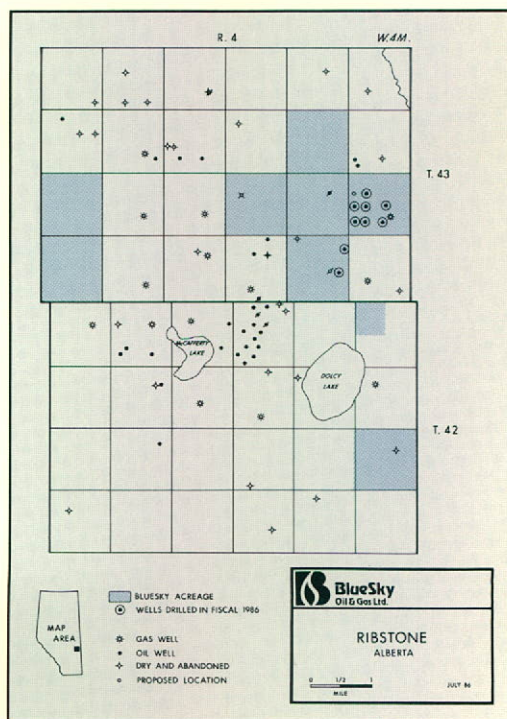 R. 4
W.4M.
T. 43
McCAFFERTY
LAKE
DOLCY
LAKE
T. 42
BLUESKY ACREAGE
WELLS DRILLED IN FISCAL 1986
GAS WELL
OIL WELL
DRY AND ABANDONED
PROPOSED LOCATION
MAP
AREA
BlueSky
Oil & Gas Ltd.
RIBSTONE
ALBERTA
0 1/2 1
MILE
JULY 86